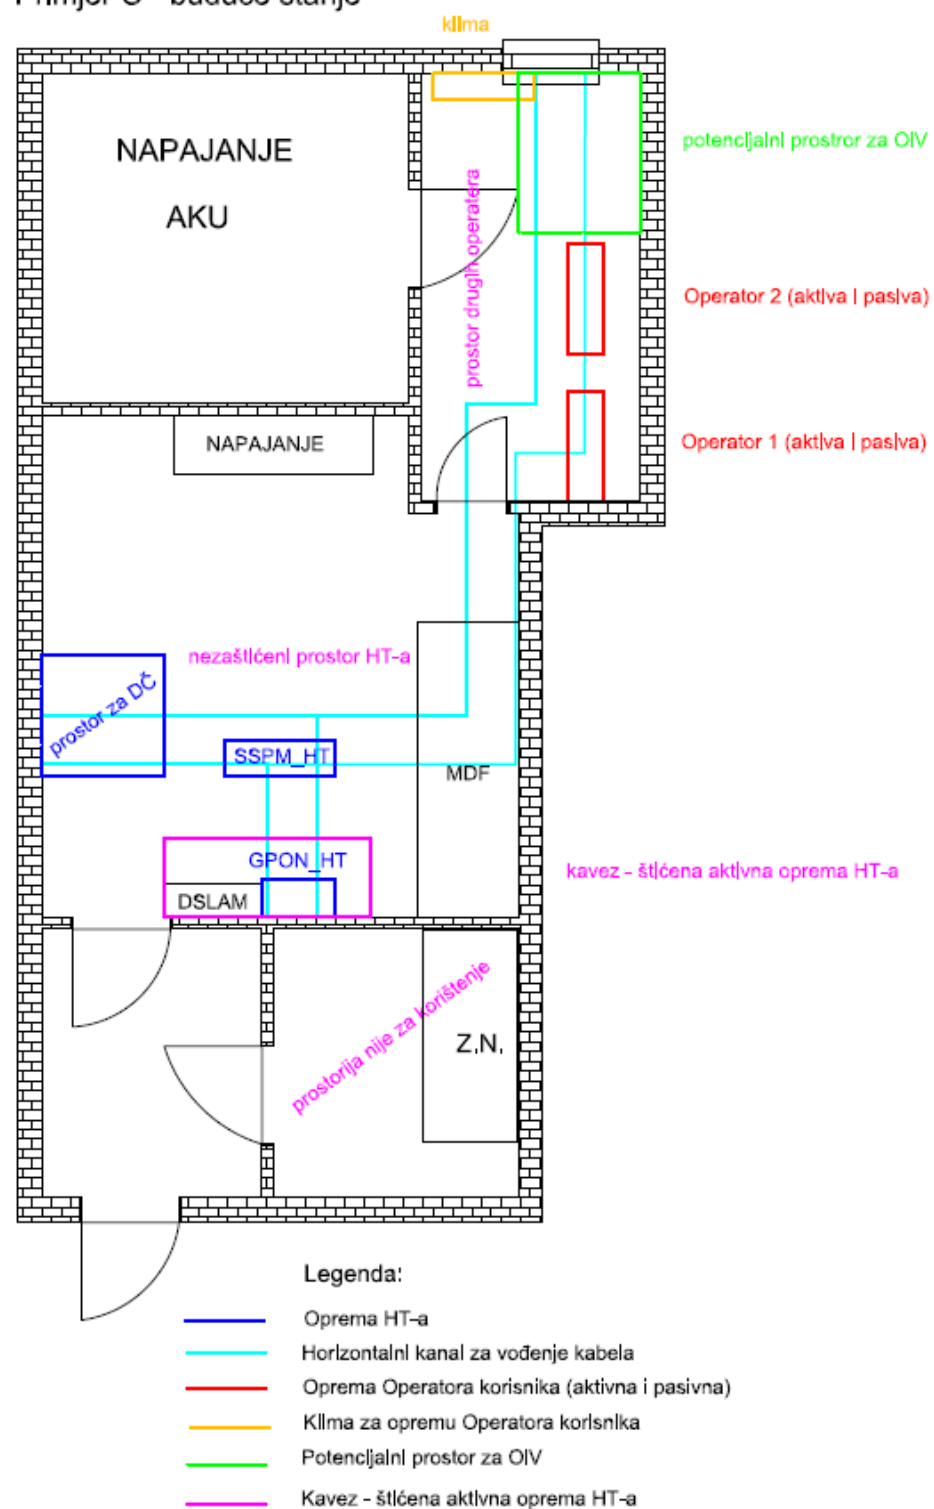 Primjer C - buduće stanje
klima
NAPAJANJE
AKU
potencijalni prostror za OIV
prostor drugih operatera
Operator 2 (aktiva i pasiva)
NAPAJANJE
Operator 1 (aktiva i pasiva)
nezaštićeni prostor HT-a
prostor za DČ
SSPM_HT
MDF
GPON_HT
DSLAM
kavez - štićena aktivna oprema HT-a
prostorija nije za korištenje
Z.N.
Legenda:
Oprema HT-a
Horizontalni kanal za vođenje kabela
Oprema Operatora korisnika (aktivna i pasivna)
Klima za opremu Operatora korisnika
Potencijalni prostor za OIV
Kavez - štićena aktivna oprema HT-a